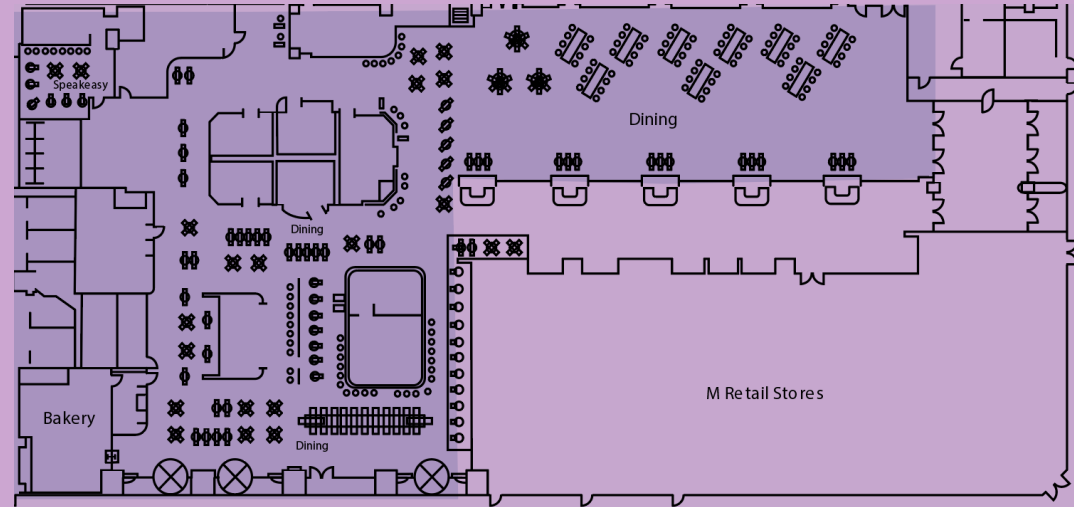 Speakeasy
Dining
Dining
M Retail Stores
Bakery
Dining